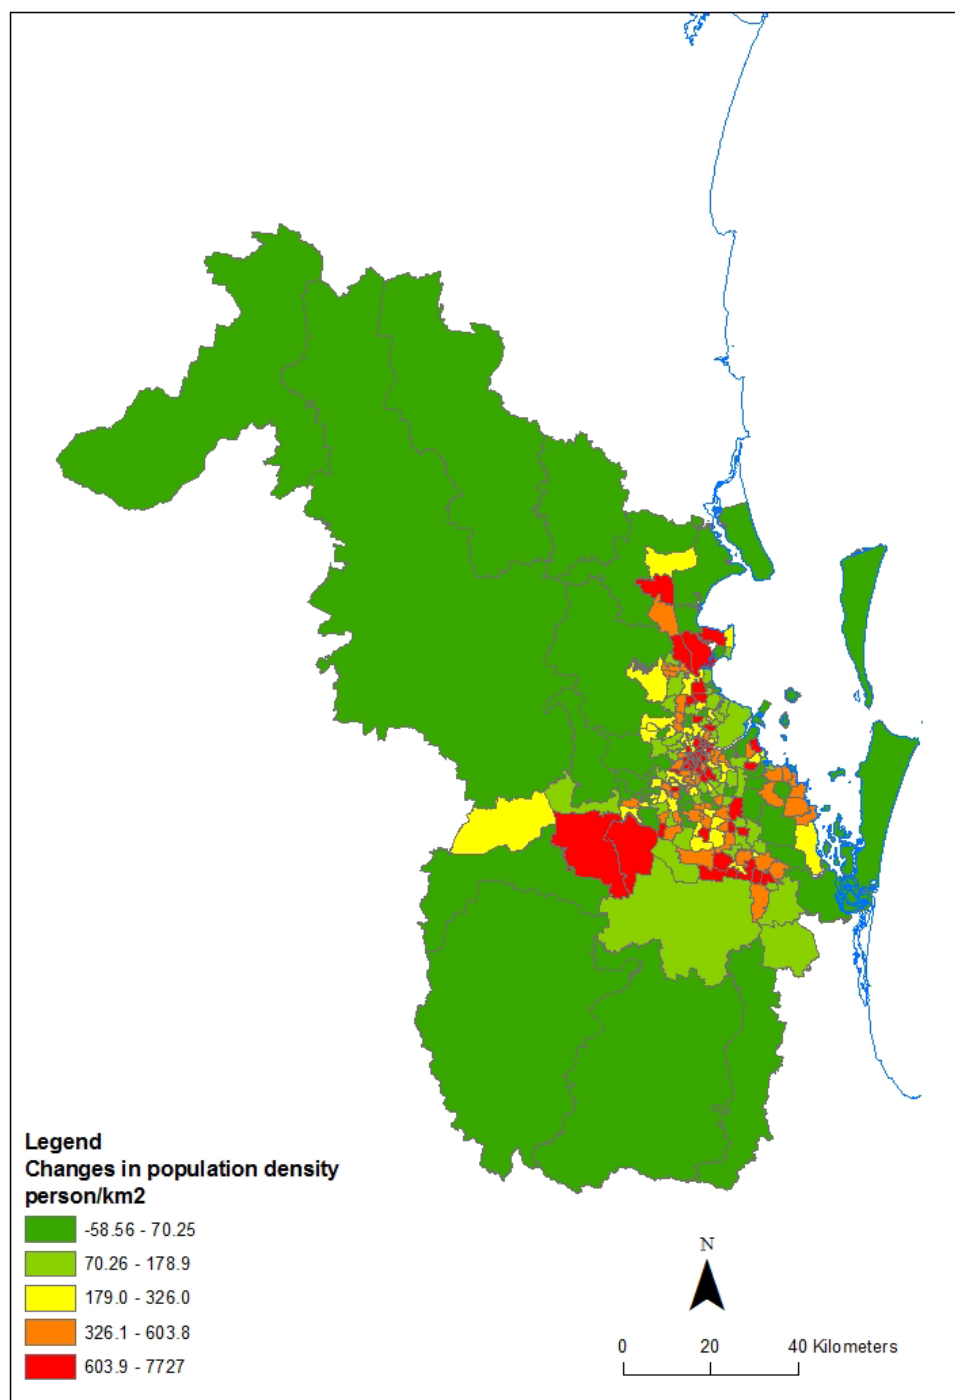 Legend
Changes in population density
person/km2
-58.56 - 70.25
70.26 - 178.9
179.0 - 326.0
326.1 - 603.8
603.9 - 7727
N
0 20 40 Kilometers